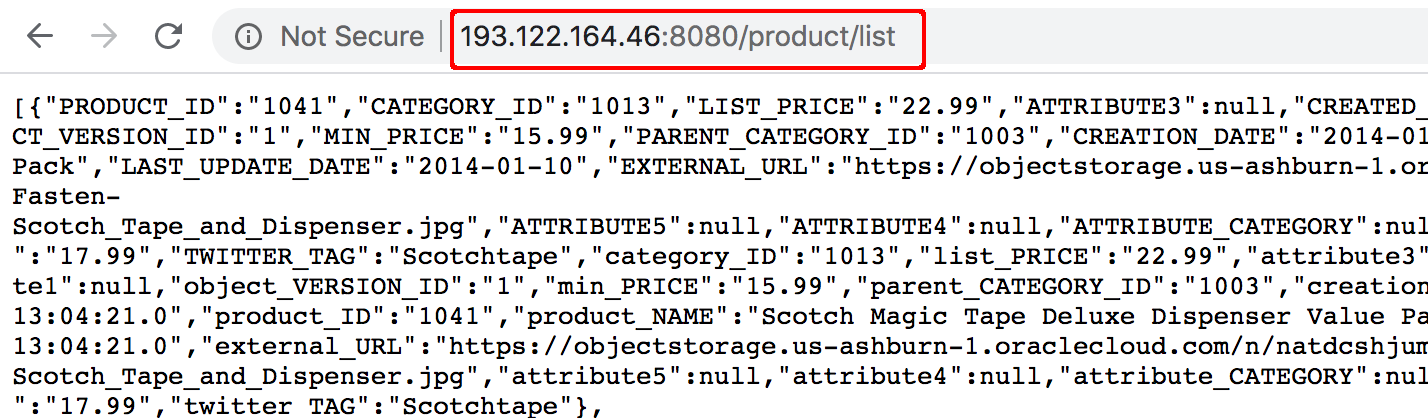 Not Secure | 193.122.164.46:8080/product/list
[{"PRODUCT_ID":"1041","CATEGORY_ID":"1013","LIST_PRICE":"22.99","ATTRIBUTE3":null,"CREATED_
CT_VERSION_ID":"1","MIN_PRICE":"15.99","PARENT_CATEGORY_ID":"1003","CREATION_DATE":"2014-01
Pack","LAST_UPDATE_DATE":"2014-01-10","EXTERNAL_URL":"https://objectstorage.us-ashburn-1.or
Fasten-
Scotch_Tape_and_Dispenser.jpg","ATTRIBUTE5":null,"ATTRIBUTE4":null,"ATTRIBUTE_CATEGORY":nul
":"17.99","TWITTER_TAG":"Scotchtape","category_ID":"1013","list_PRICE":"22.99","attribute3"
te1":null,"object_VERSION_ID":"1","min_PRICE":"15.99","parent_CATEGORY_ID":"1003","creation
13:04:21.0","product_ID":"1041","product_NAME":"Scotch Magic Tape Deluxe Dispenser Value Pa
13:04:21.0","external_URL":"https://objectstorage.us-ashburn-1.oraclecloud.com/n/natdcshjum
Scotch_Tape_and_Dispenser.jpg","attribute5":null,"attribute4":null,"attribute_CATEGORY":nul
":"17.99","twitter_TAG":"Scotchtape"},